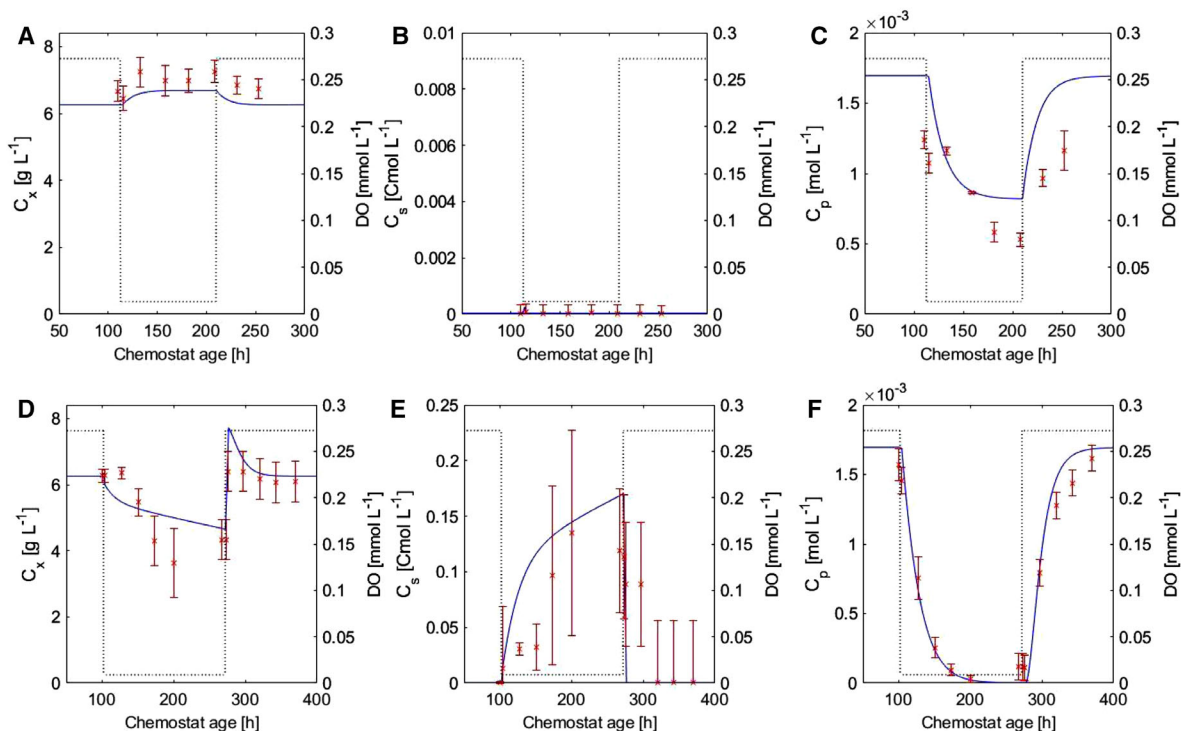 A
8
6
4
2
0
50 100 150 200 250 300
0.3
0.25
0.2
0.15
0.1
0.05
0
C_x [g L^-1]
DO [mmol L^-1]
Chemostat age [h]
B
0.01
0.008
0.006
0.004
0.002
0
50 100 150 200 250 300
0.3
0.25
0.2
0.15
0.1
0.05
0
C_s [Cmol L^-1]
DO [mmol L^-1]
Chemostat age [h]
C
2 ×10^-3
1.5
1
0.5
0
50 100 150 200 250 300
0.3
0.25
0.2
0.15
0.1
0.05
0
C_p [mol L^-1]
DO [mmol L^-1]
Chemostat age [h]
D
8
6
4
2
0
100 200 300 400
0.3
0.25
0.2
0.15
0.1
0.05
0
C_x [g L^-1]
DO [mmol L^-1]
Chemostat age [h]
E
0.25
0.2
0.15
0.1
0.05
0
100 200 300 400
0.3
0.25
0.2
0.15
0.1
0.05
0
C_s [Cmol L^-1]
DO [mmol L^-1]
Chemostat age [h]
F
2 ×10^-3
1.5
1
0.5
0
100 200 300 400
0.3
0.25
0.2
0.15
0.1
0.05
0
C_p [mol L^-1]
DO [mmol L^-1]
Chemostat age [h]